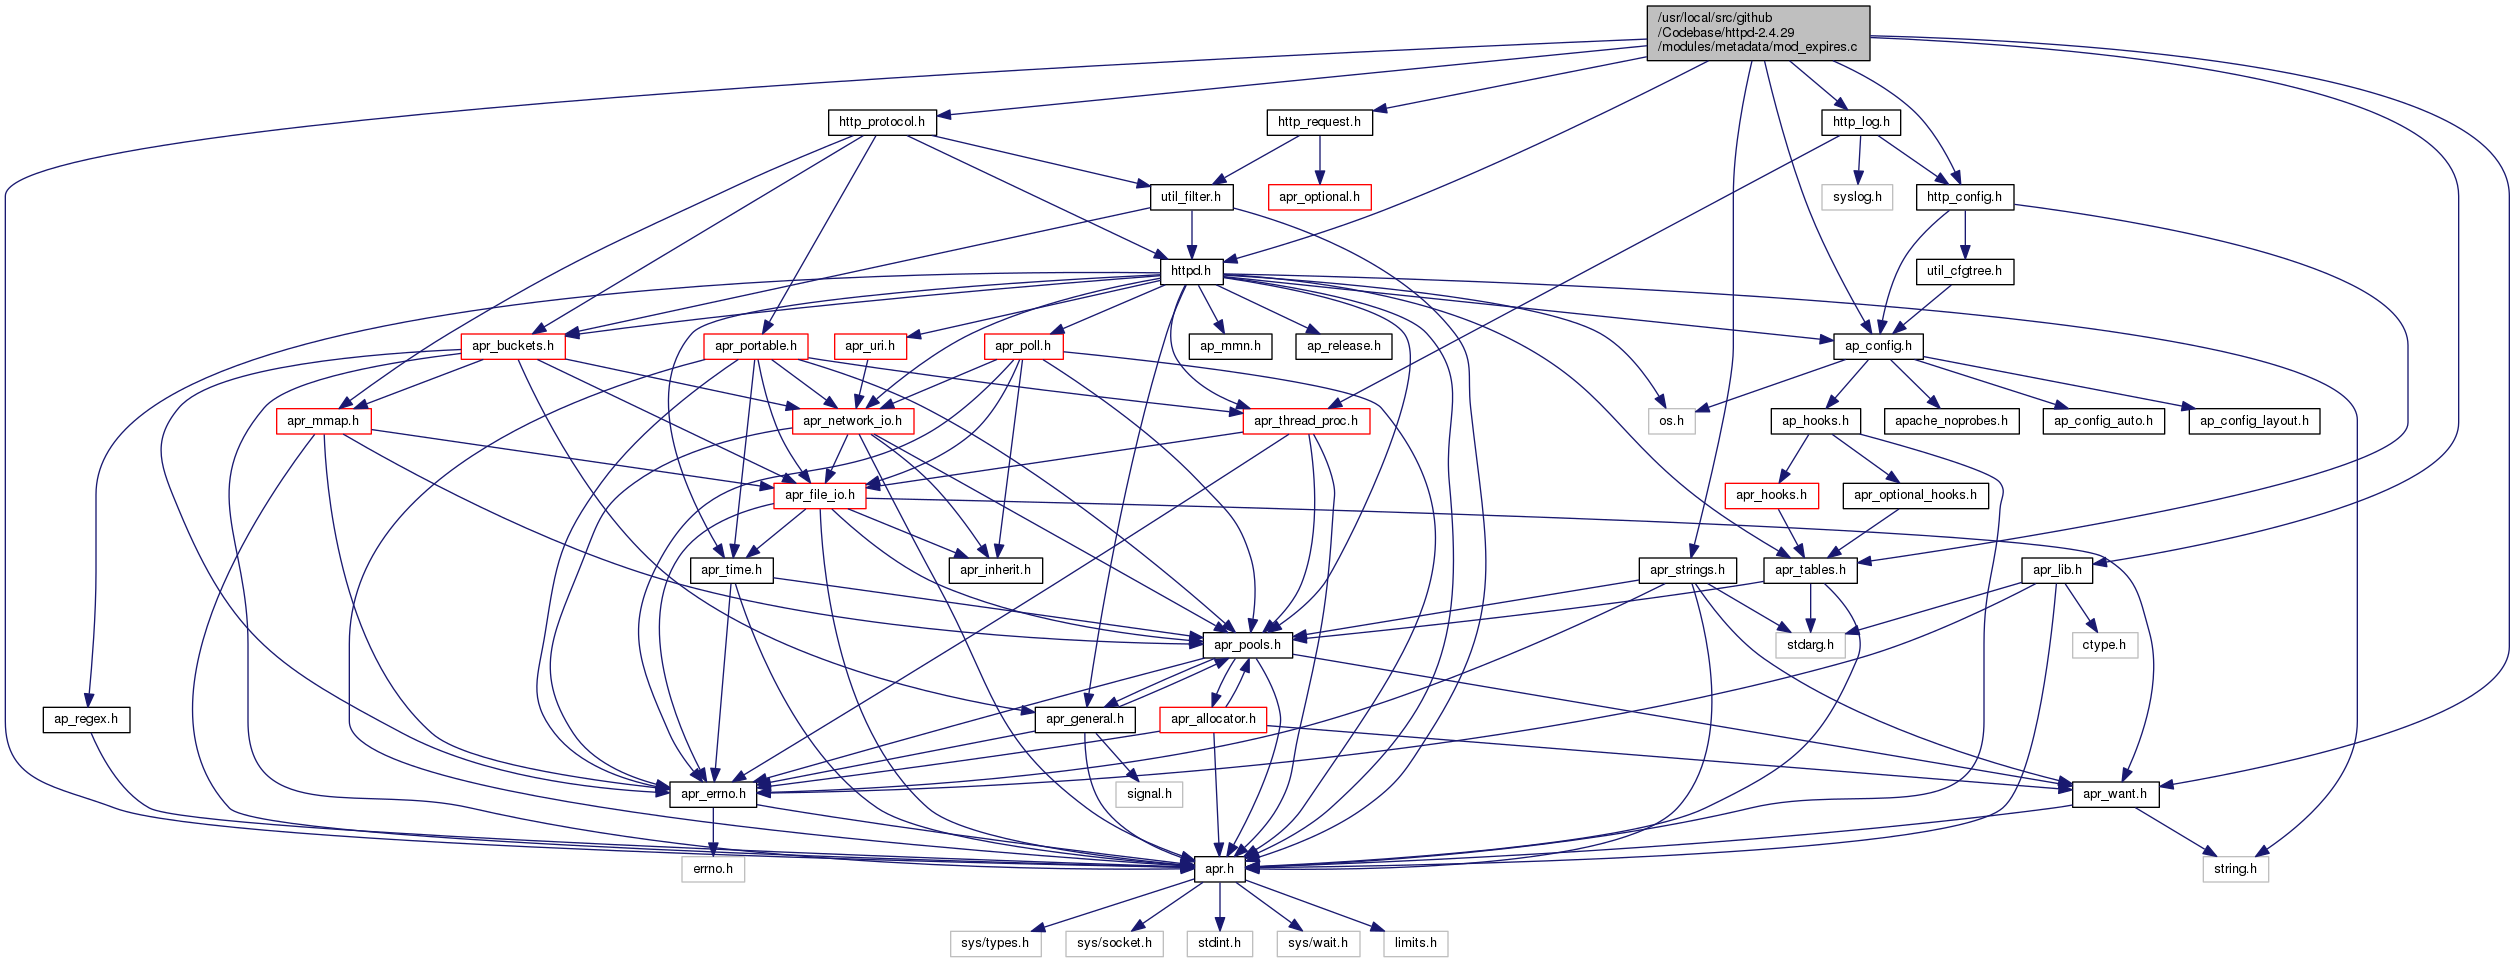 /usr/local/src/github
/Codebase/httpd-2.4.29
/modules/metadata/mod_expires.c
http_protocol.h
http_request.h
http_log.h
util_filter.h
apr_optional.h
syslog.h
http_config.h
httpd.h
util_cfgtree.h
apr_buckets.h
apr_portable.h
apr_uri.h
apr_poll.h
ap_mmn.h
ap_release.h
ap_config.h
apr_mmap.h
apr_network_io.h
apr_thread_proc.h
os.h
ap_hooks.h
apache_noprobes.h
ap_config_auto.h
ap_config_layout.h
apr_file_io.h
apr_hooks.h
apr_optional_hooks.h
apr_time.h
apr_inherit.h
apr_strings.h
apr_tables.h
apr_lib.h
apr_pools.h
stdarg.h
ctype.h
ap_regex.h
apr_general.h
apr_allocator.h
apr_errno.h
signal.h
apr_want.h
errno.h
apr.h
string.h
sys/types.h
sys/socket.h
stdint.h
sys/wait.h
limits.h